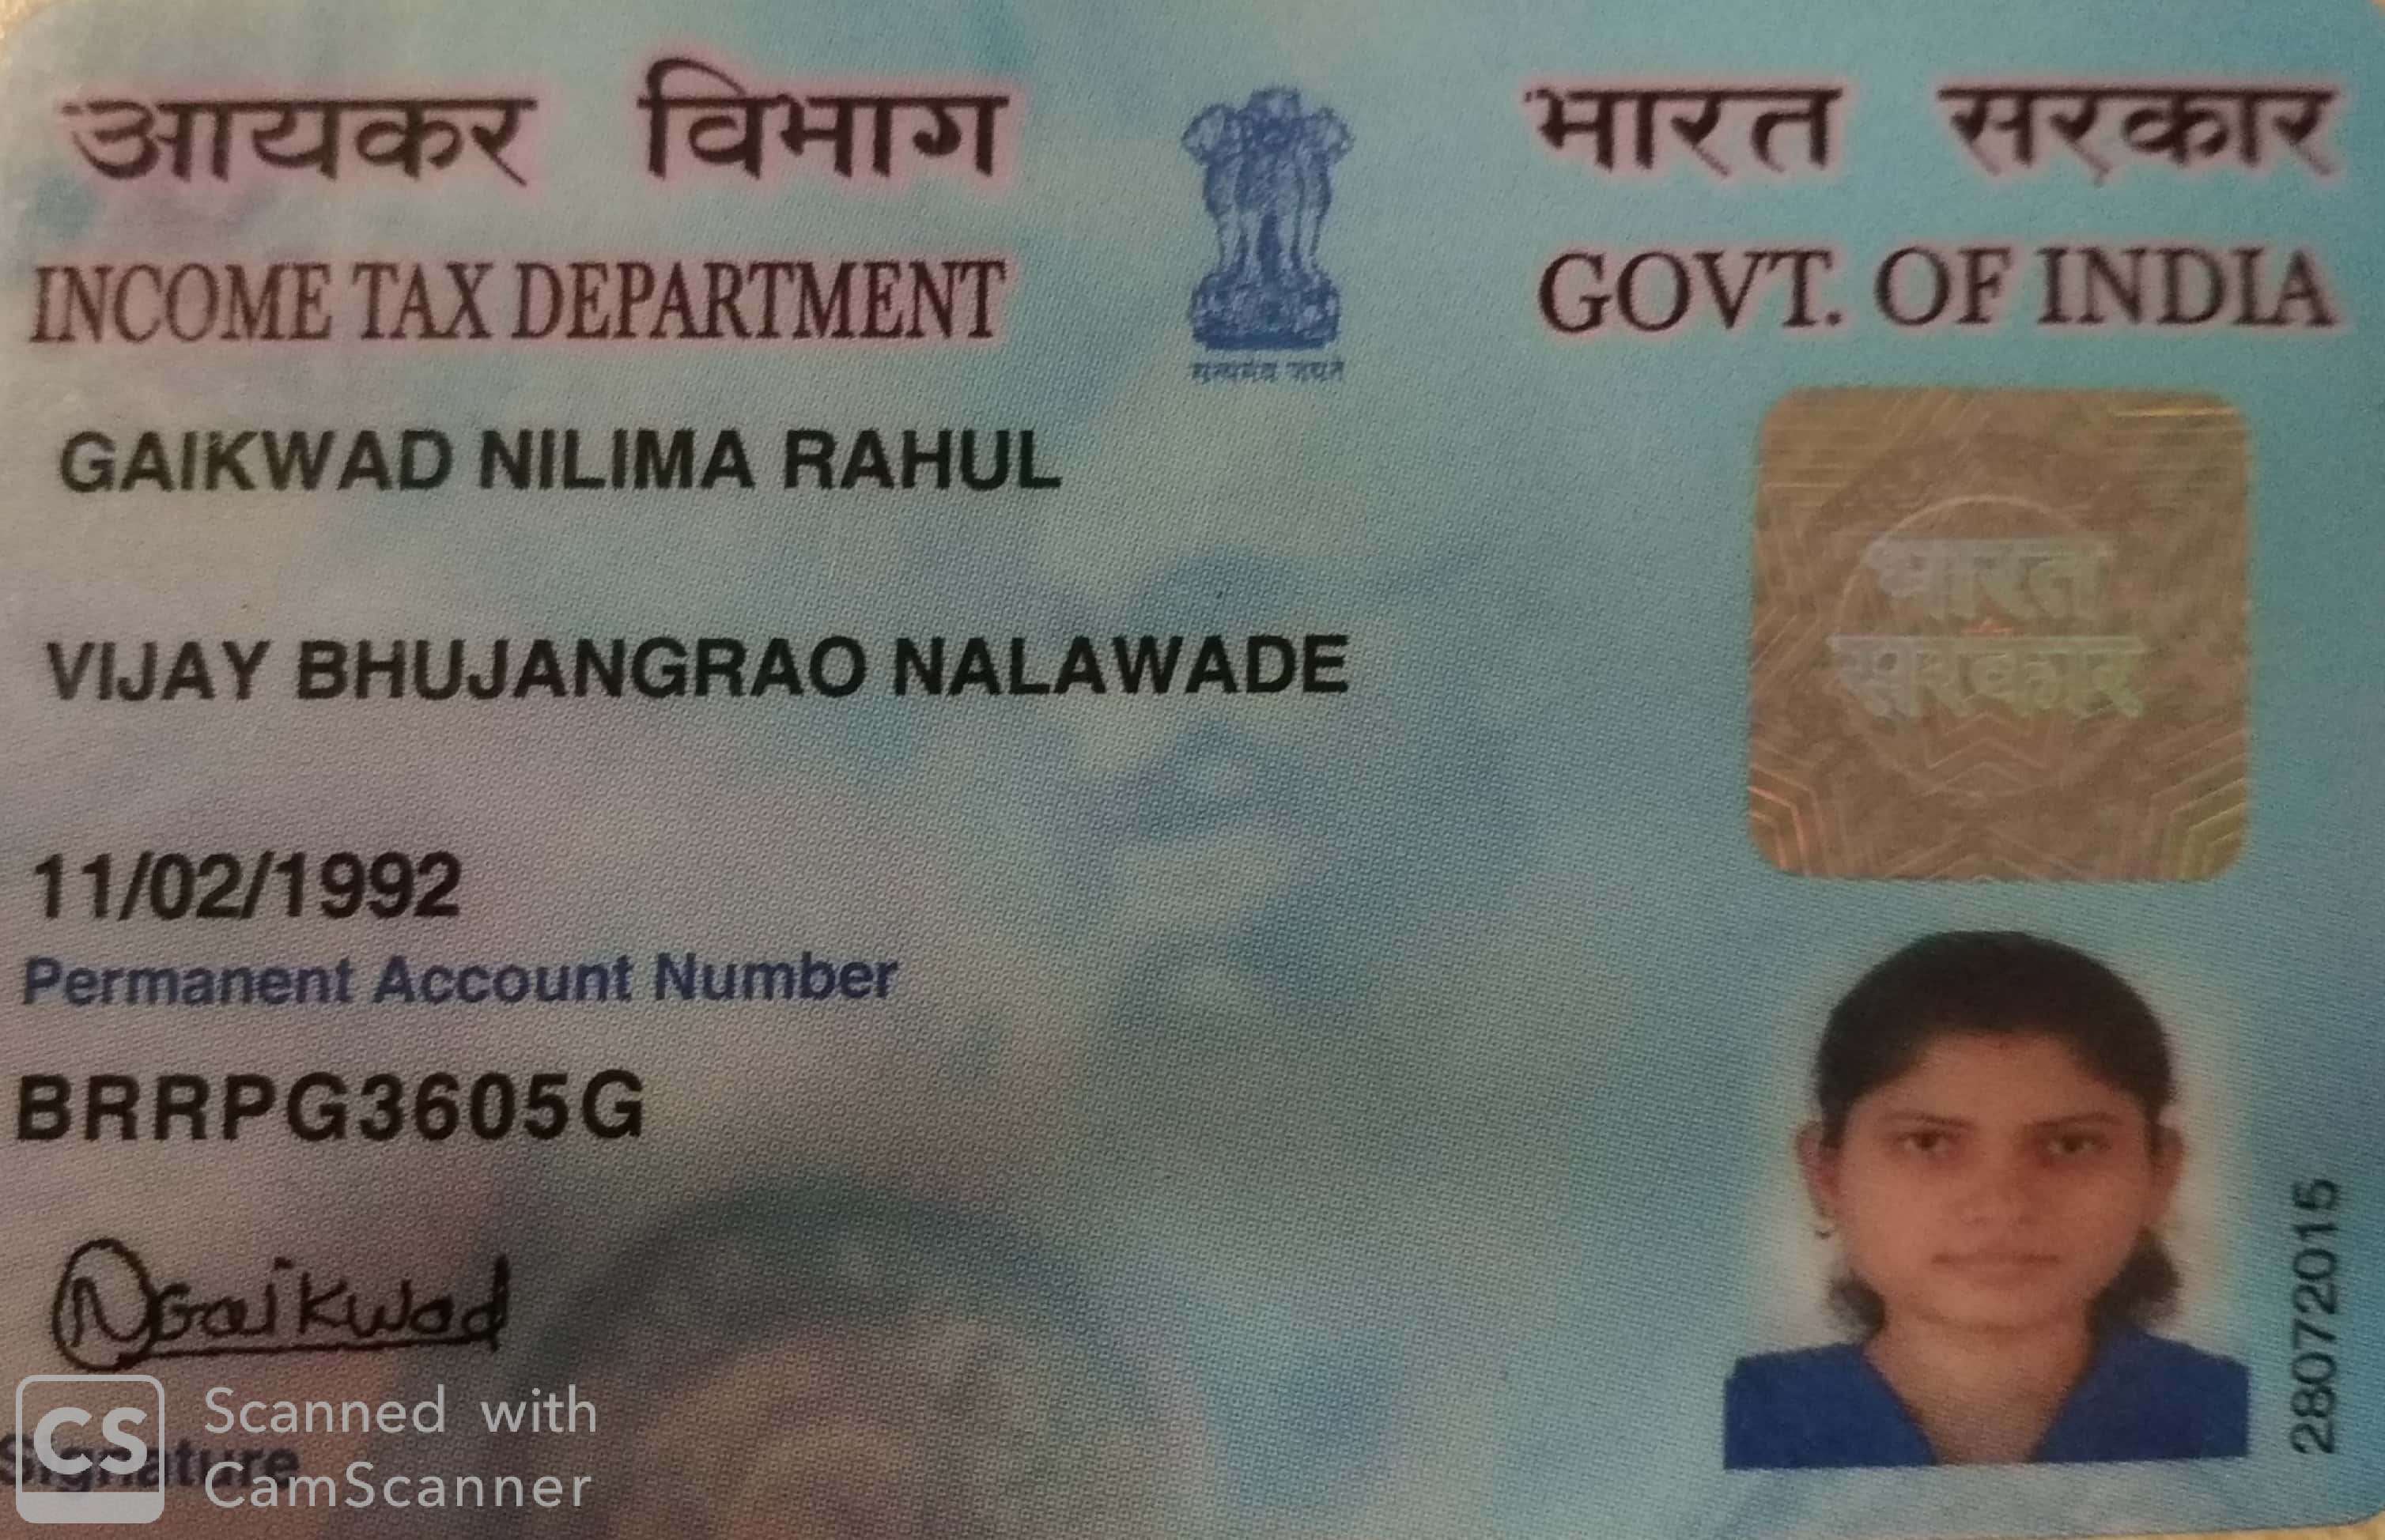 आयकर विभाग
INCOME TAX DEPARTMENT
सत्यमेव जयते
भारत सरकार
GOVT. OF INDIA
GAIKWAD NILIMA RAHUL
VIJAY BHUJANGRAO NALAWADE
11/02/1992
Permanent Account Number
BRRPG3605G
भारत
सरकार
NGaikwad
Signature
28072015
CS
Scanned with
CamScanner